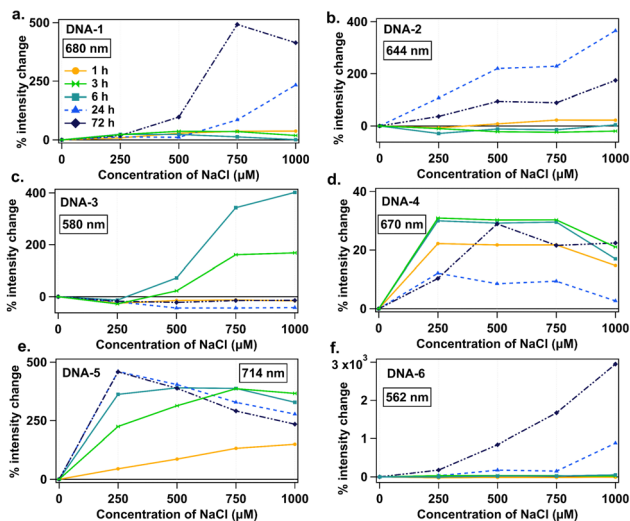 a.
DNA-1
680 nm
1 h
3 h
6 h
24 h
72 h
% intensity change
500
250
0
0 250 500 750 1000
Concentration of NaCl (µM)
b.
DNA-2
644 nm
% intensity change
400
200
0
0 250 500 750 1000
Concentration of NaCl (µM)
c.
DNA-3
580 nm
% intensity change
400
200
0
0 250 500 750 1000
Concentration of NaCl (µM)
d.
DNA-4
670 nm
% intensity change
40
20
0
0 250 500 750 1000
Concentration of NaCl (µM)
e.
DNA-5
714 nm
% intensity change
500
250
0
0 250 500 750 1000
Concentration of NaCl (µM)
f.
DNA-6
562 nm
% intensity change
3 x10³
2
1
0
0 250 500 750 1000
Concentration of NaCl (µM)